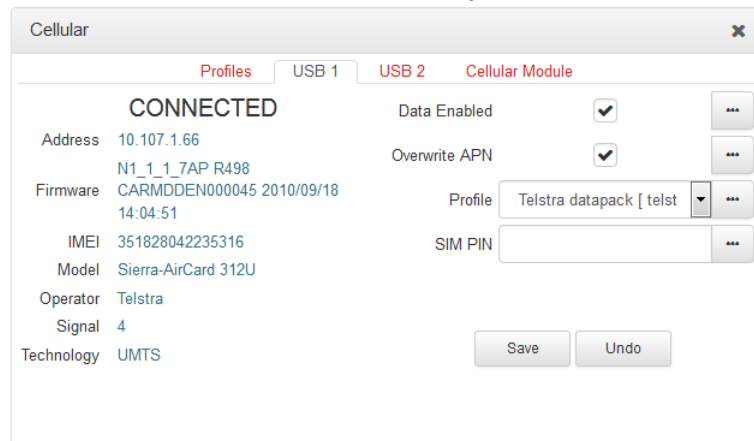 Cellular
Profiles USB 1 USB 2 Cellular Module
CONNECTED
Address 10.107.1.66
Firmware N1_1_1_7AP R498
CARMDDEN000045 2010/09/18
14:04:51
IMEI 351828042235316
Model Sierra-AirCard 312U
Operator Telstra
Signal 4
Technology UMTS
Data Enabled
Overwrite APN
Profile Telstra datapack [ telst
SIM PIN
Save Undo